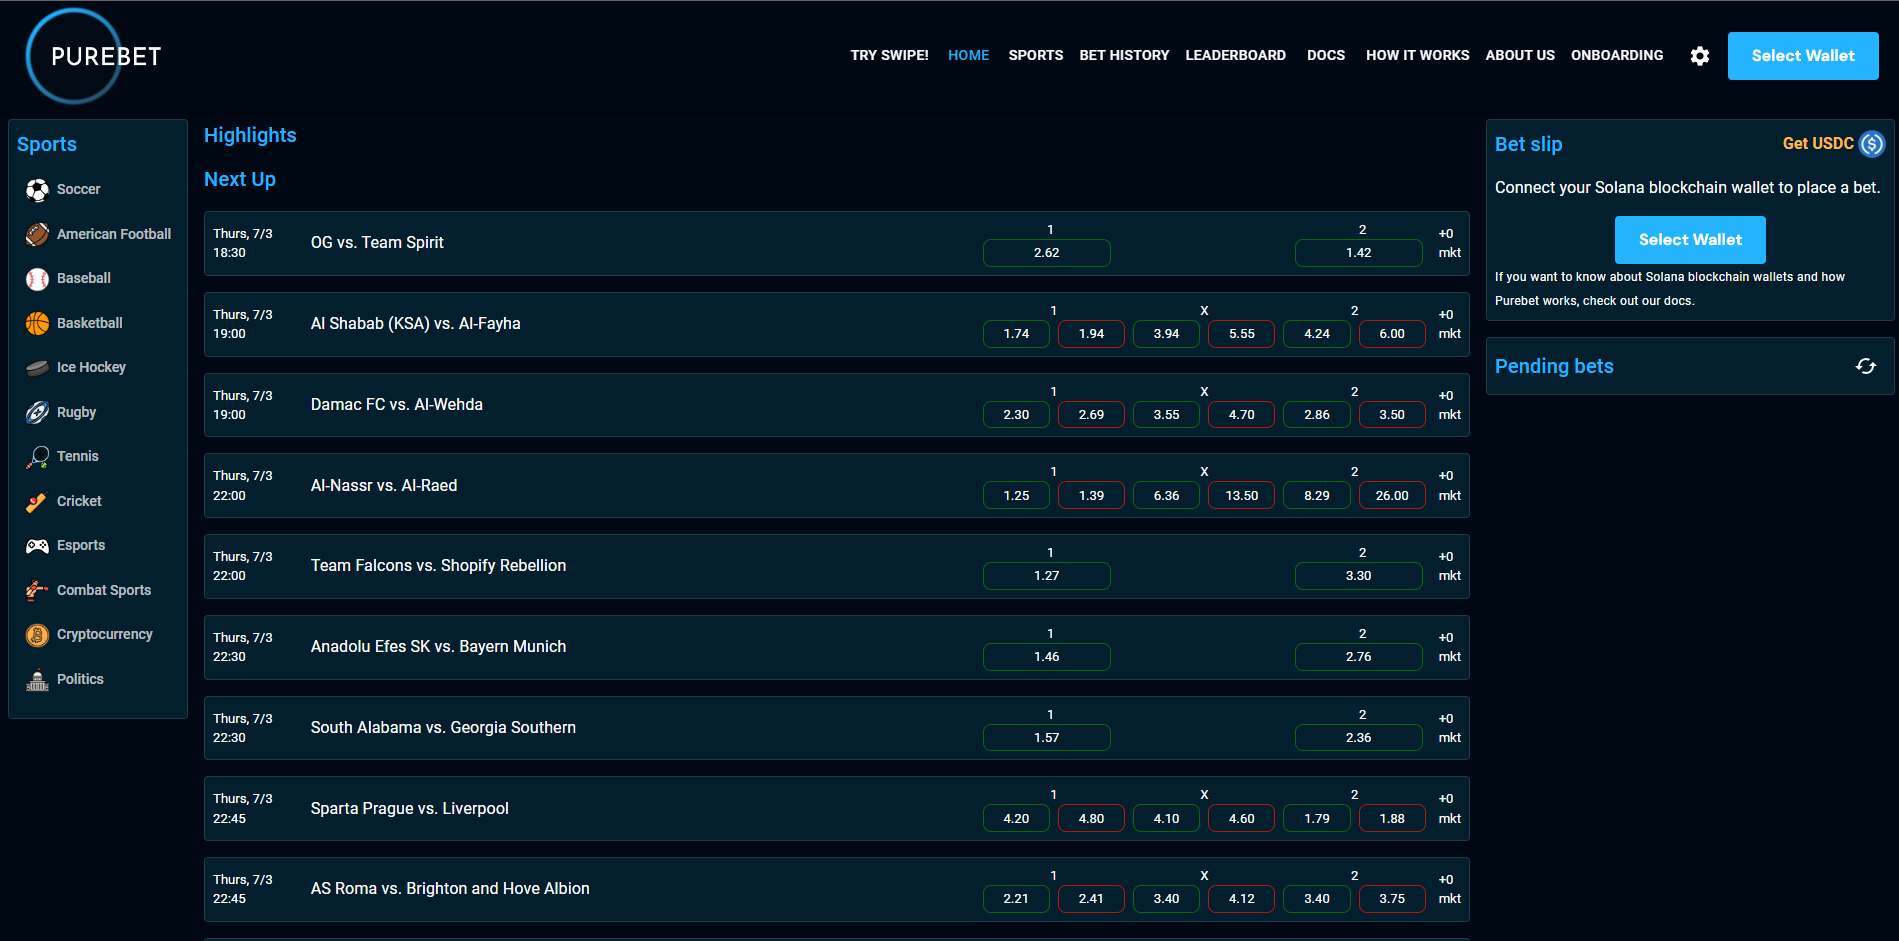 PUREBET
TRY SWIPE! HOME SPORTS BET HISTORY LEADERBOARD DOCS HOW IT WORKS ABOUT US ONBOARDING Select Wallet
Sports
Soccer
American Football
Baseball
Basketball
Ice Hockey
Rugby
Tennis
Cricket
Esports
Combat Sports
Cryptocurrency
Politics
Highlights
Next Up
Thurs, 7/3
18:30
OG vs. Team Spirit
1 2
2.62 1.42
+0
mkt
Thurs, 7/3
19:00
Al Shabab (KSA) vs. Al-Fayha
1 X 2
1.74 1.94 3.94 5.55 4.24 6.00
+0
mkt
Thurs, 7/3
19:00
Damac FC vs. Al-Wehda
1 X 2
2.30 2.69 3.55 4.70 2.86 3.50
+0
mkt
Thurs, 7/3
22:00
Al-Nassr vs. Al-Raed
1 X 2
1.25 1.39 6.36 13.50 8.29 26.00
+0
mkt
Thurs, 7/3
22:00
Team Falcons vs. Shopify Rebellion
1 2
1.27 3.30
+0
mkt
Thurs, 7/3
22:30
Anadolu Efes SK vs. Bayern Munich
1 2
1.46 2.76
+0
mkt
Thurs, 7/3
22:30
South Alabama vs. Georgia Southern
1 2
1.57 2.36
+0
mkt
Thurs, 7/3
22:45
Sparta Prague vs. Liverpool
1 X 2
4.20 4.80 4.10 4.60 1.79 1.88
+0
mkt
Thurs, 7/3
22:45
AS Roma vs. Brighton and Hove Albion
1 X 2
2.21 2.41 3.40 4.12 3.40 3.75
+0
mkt
Bet slip Get USDC
Connect your Solana blockchain wallet to place a bet.
Select Wallet
If you want to know about Solana blockchain wallets and how
Purebet works, check out our docs.
Pending bets